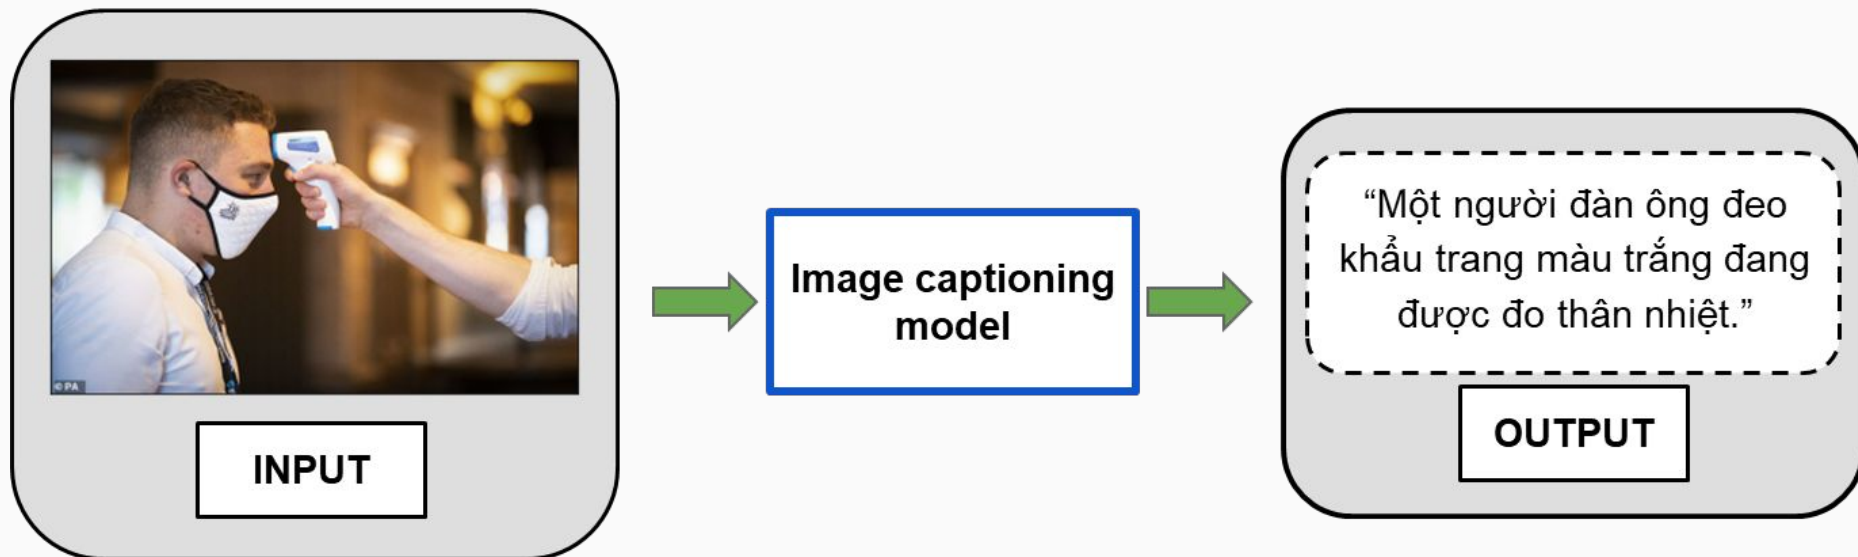 © PA
INPUT
Image captioning
model
“Một người đàn ông đeo
khẩu trang màu trắng đang
được đo thân nhiệt.”
OUTPUT